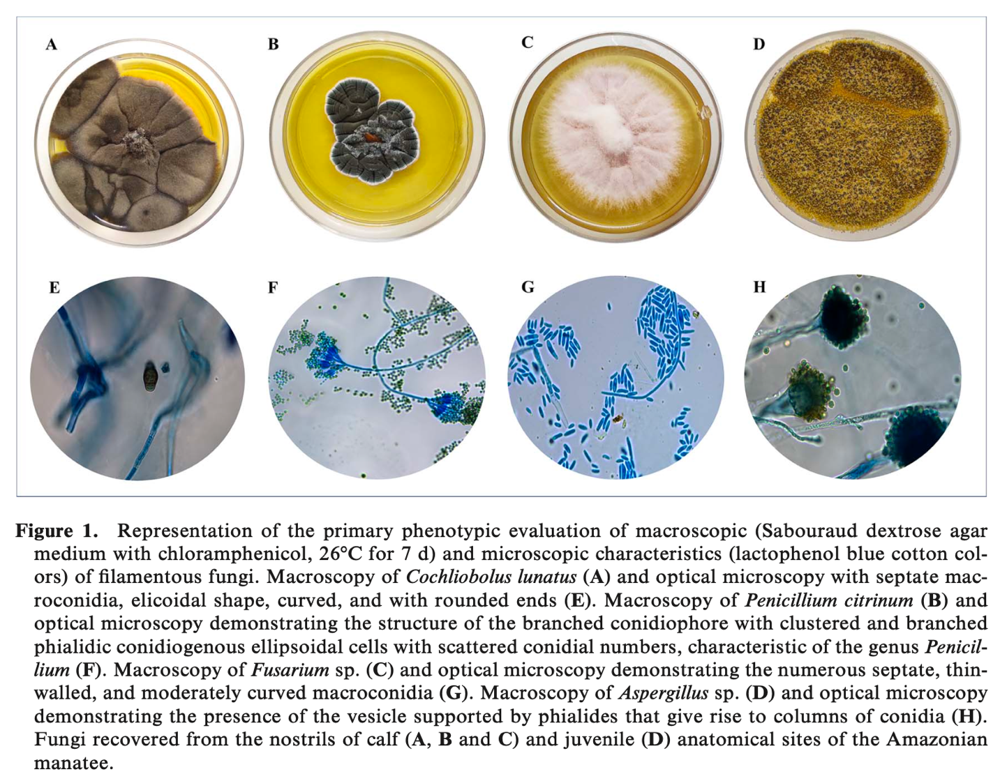 A B C D
E F G H
Figure 1. Representation of the primary phenotypic evaluation of macroscopic (Sabouraud dextrose agar
medium with chloramphenicol, 26°C for 7 d) and microscopic characteristics (lactophenol blue cotton col-
ors) of filamentous fungi. Macroscopy of Cochliobolus lunatus (A) and optical microscopy with septate mac-
roconidia, elicoidal shape, curved, and with rounded ends (E). Macroscopy of Penicillium citrinum (B) and
optical microscopy demonstrating the structure of the branched conidiophore with clustered and branched
phialidic conidiogenous ellipsoidal cells with scattered conidial numbers, characteristic of the genus Penicil-
lium (F). Macroscopy of Fusarium sp. (C) and optical microscopy demonstrating the numerous septate, thin-
walled, and moderately curved macroconidia (G). Macroscopy of Aspergillus sp. (D) and optical microscopy
demonstrating the presence of the vesicle supported by phialides that give rise to columns of conidia (H).
Fungi recovered from the nostrils of calf (A, B and C) and juvenile (D) anatomical sites of the Amazonian
manatee.